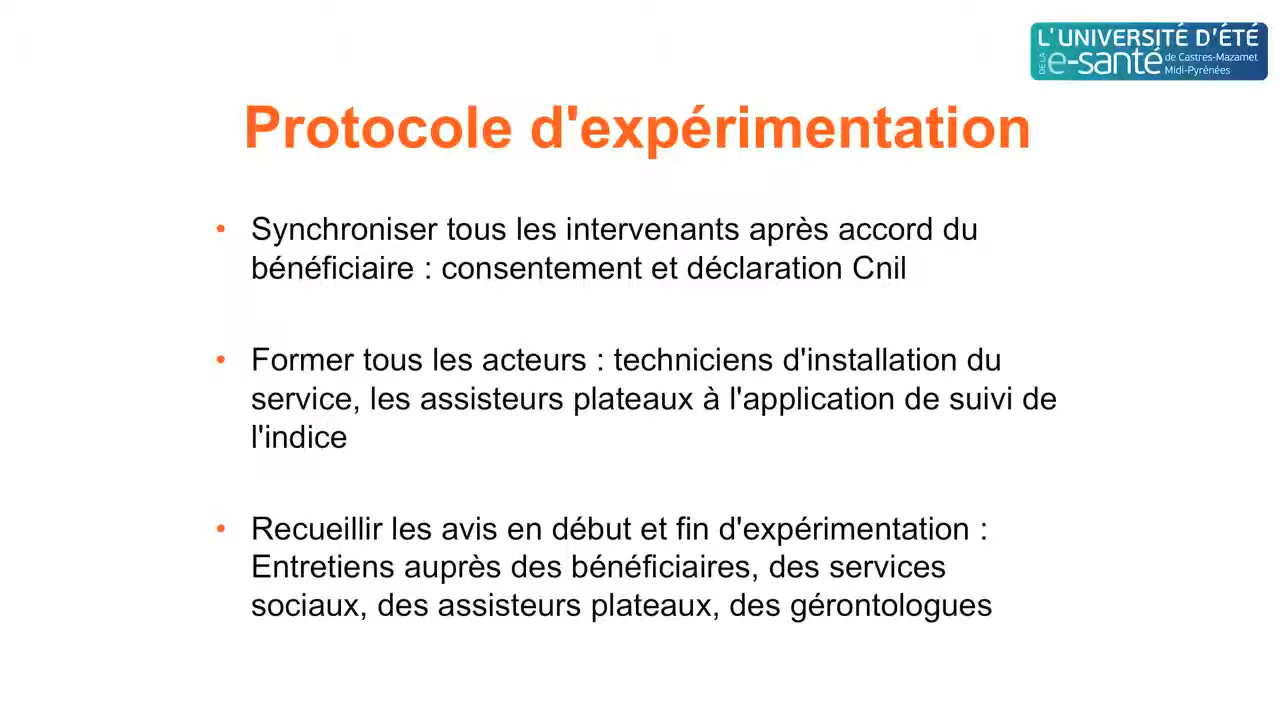 L'UNIVERSITÉ D'ÉTÉ
DE LA e-santé de Castres-Mazamet
Midi-Pyrénées
Protocole d'expérimentation
• Synchroniser tous les intervenants après accord du
bénéficiaire : consentement et déclaration Cnil
• Former tous les acteurs : techniciens d'installation du
service, les assisteurs plateaux à l'application de suivi de
l'indice
• Recueillir les avis en début et fin d'expérimentation :
Entretiens auprès des bénéficiaires, des services
sociaux, des assisteurs plateaux, des gérontologues